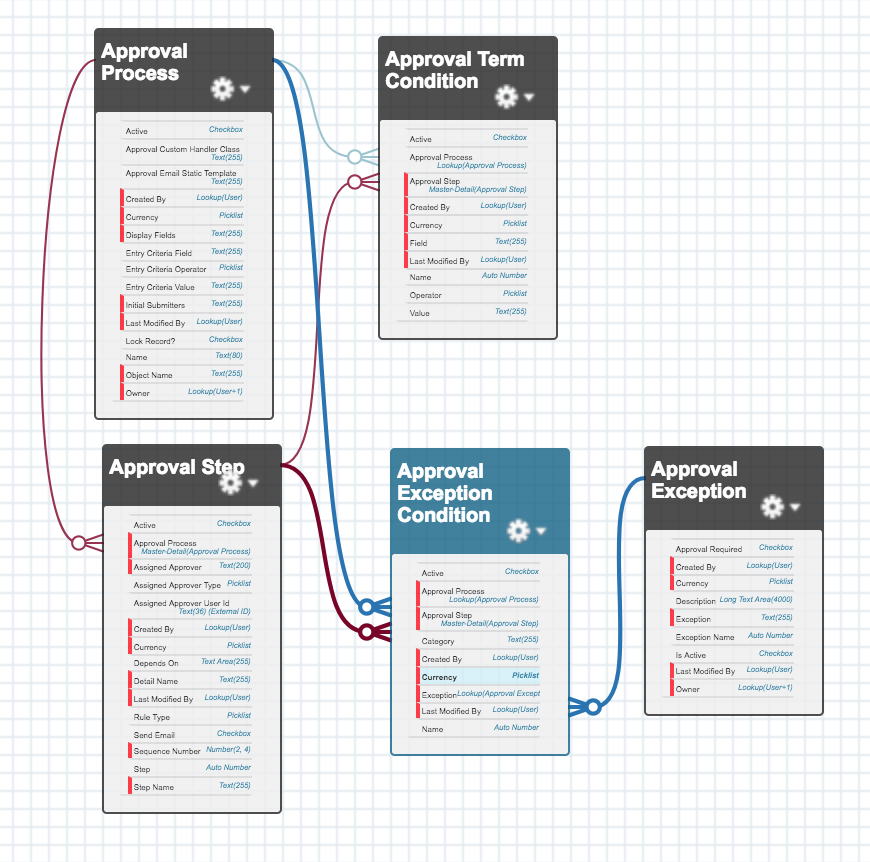 Approval
Process
Active Checkbox
Approval Custom Handler Class
Text(255)
Approval Email Static Template
Text(255)
Created By Lookup(User)
Currency Picklist
Display Fields Text(255)
Entry Criteria Field Text(255)
Entry Criteria Operator Picklist
Entry Criteria Value Text(255)
Initial Submitters Text(255)
Last Modified By Lookup(User)
Lock Record? Checkbox
Name Text(80)
Object Name Text(255)
Owner Lookup(User+1)
Approval Term
Condition
Active Checkbox
Approval Process
Lookup(Approval Process)
Approval Step
Master-Detail(Approval Step)
Created By Lookup(User)
Currency Picklist
Field Text(255)
Last Modified By Lookup(User)
Name Auto Number
Operator Picklist
Value Text(255)
Approval Step
Active Checkbox
Approval Process
Master-Detail(Approval Process)
Assigned Approver Text(200)
Assigned Approver Type Picklist
Assigned Approver User Id
Text(36) (External ID)
Created By Lookup(User)
Currency Picklist
Depends On Text Area(255)
Detail Name Text(255)
Last Modified By Lookup(User)
Rule Type Picklist
Send Email Checkbox
Sequence Number Number(2, 4)
Step Auto Number
Step Name Text(255)
Approval
Exception
Condition
Active Checkbox
Approval Process
Lookup(Approval Process)
Approval Step
Master-Detail(Approval Step)
Category Text(255)
Created By Lookup(User)
Currency Picklist
Exception Lookup(Approval Except
Last Modified By Lookup(User)
Name Auto Number
Approval
Exception
Approval Required Checkbox
Created By Lookup(User)
Currency Picklist
Description Long Text Area(4000)
Exception Text(255)
Exception Name Auto Number
Is Active Checkbox
Last Modified By Lookup(User)
Owner Lookup(User+1)